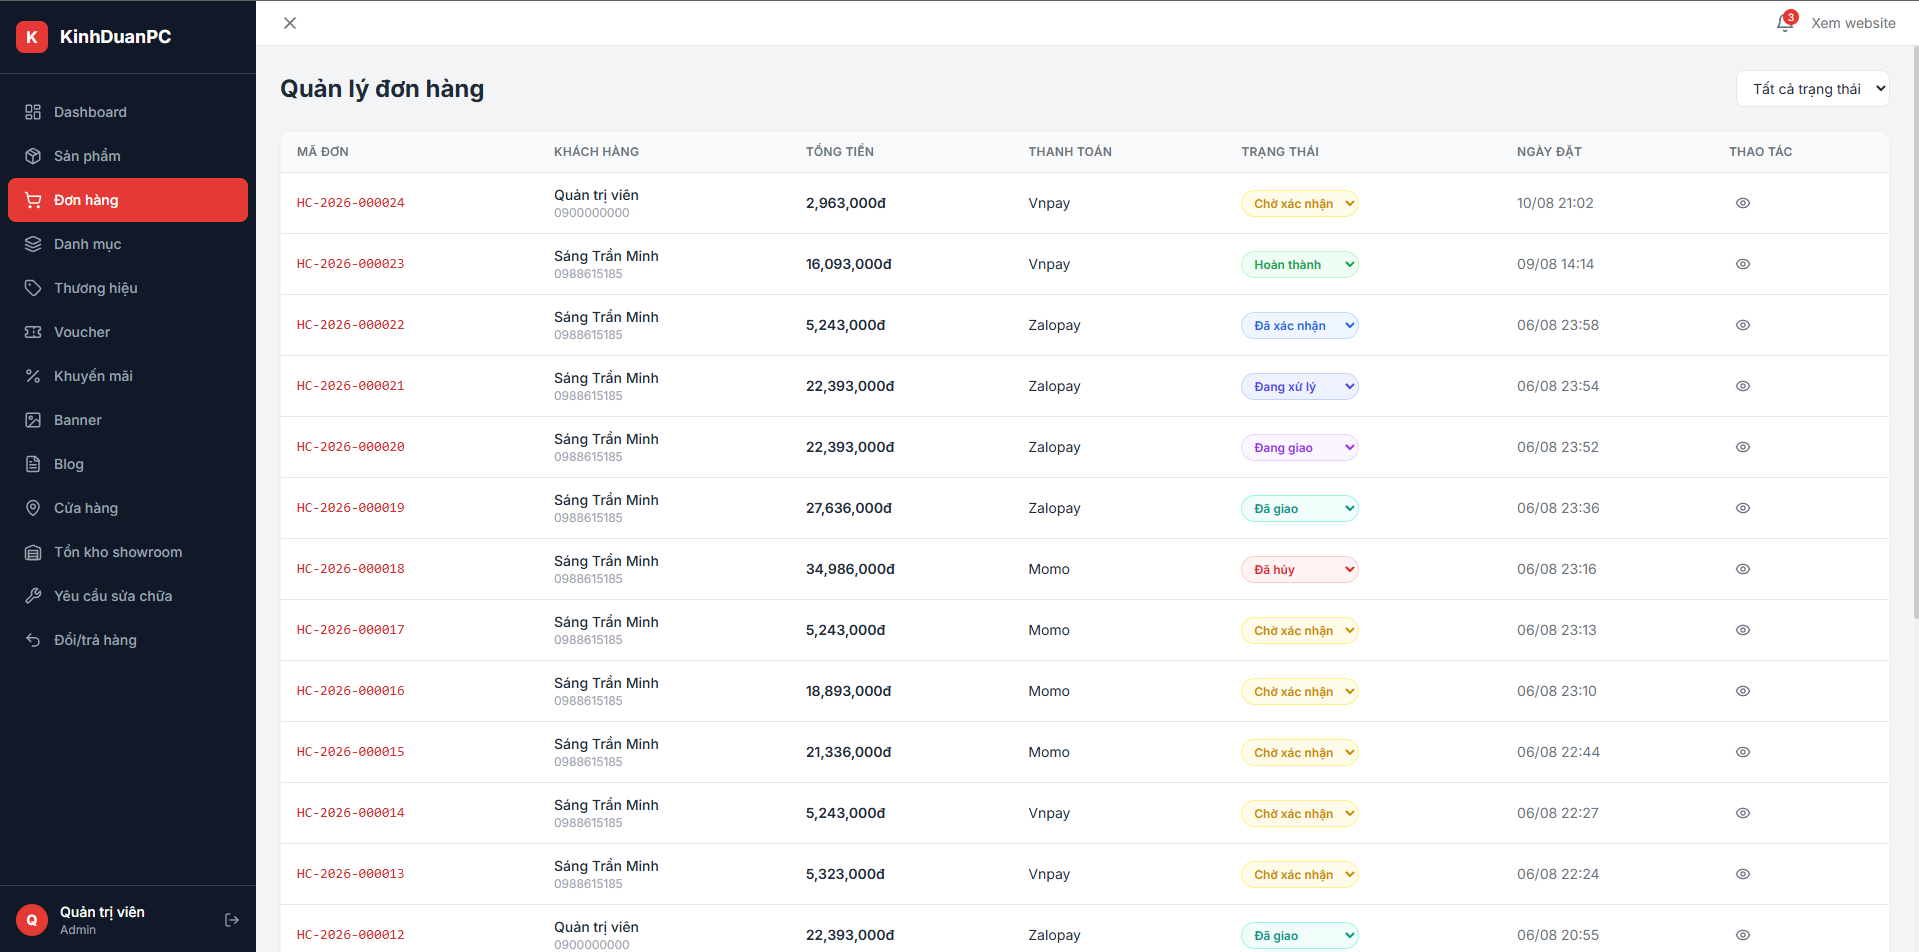 K KinhDuanPC
Dashboard
Sản phẩm
Đơn hàng
Danh mục
Thương hiệu
Voucher
Khuyến mãi
Banner
Blog
Cửa hàng
Tồn kho showroom
Yêu cầu sửa chữa
Đổi/trả hàng
Q Quản trị viên
Admin
3 Xem website
Quản lý đơn hàng Tất cả trạng thái
MÃ ĐƠN KHÁCH HÀNG TỔNG TIỀN THANH TOÁN TRẠNG THÁI NGÀY ĐẶT THAO TÁC
HC-2026-000024 Quản trị viên 2,963,000đ Vnpay Chờ xác nhận 10/08 21:02
0900000000
HC-2026-000023 Sáng Trần Minh 16,093,000đ Vnpay Hoàn thành 09/08 14:14
0988615185
HC-2026-000022 Sáng Trần Minh 5,243,000đ Zalopay Đã xác nhận 06/08 23:58
0988615185
HC-2026-000021 Sáng Trần Minh 22,393,000đ Zalopay Đang xử lý 06/08 23:54
0988615185
HC-2026-000020 Sáng Trần Minh 22,393,000đ Zalopay Đang giao 06/08 23:52
0988615185
HC-2026-000019 Sáng Trần Minh 27,636,000đ Zalopay Đã giao 06/08 23:36
0988615185
HC-2026-000018 Sáng Trần Minh 34,986,000đ Momo Đã hủy 06/08 23:16
0988615185
HC-2026-000017 Sáng Trần Minh 5,243,000đ Momo Chờ xác nhận 06/08 23:13
0988615185
HC-2026-000016 Sáng Trần Minh 18,893,000đ Momo Chờ xác nhận 06/08 23:10
0988615185
HC-2026-000015 Sáng Trần Minh 21,336,000đ Momo Chờ xác nhận 06/08 22:44
0988615185
HC-2026-000014 Sáng Trần Minh 5,243,000đ Vnpay Chờ xác nhận 06/08 22:27
0988615185
HC-2026-000013 Sáng Trần Minh 5,323,000đ Vnpay Chờ xác nhận 06/08 22:24
0988615185
HC-2026-000012 Quản trị viên 22,393,000đ Zalopay Đã giao 06/08 20:55
0900000000